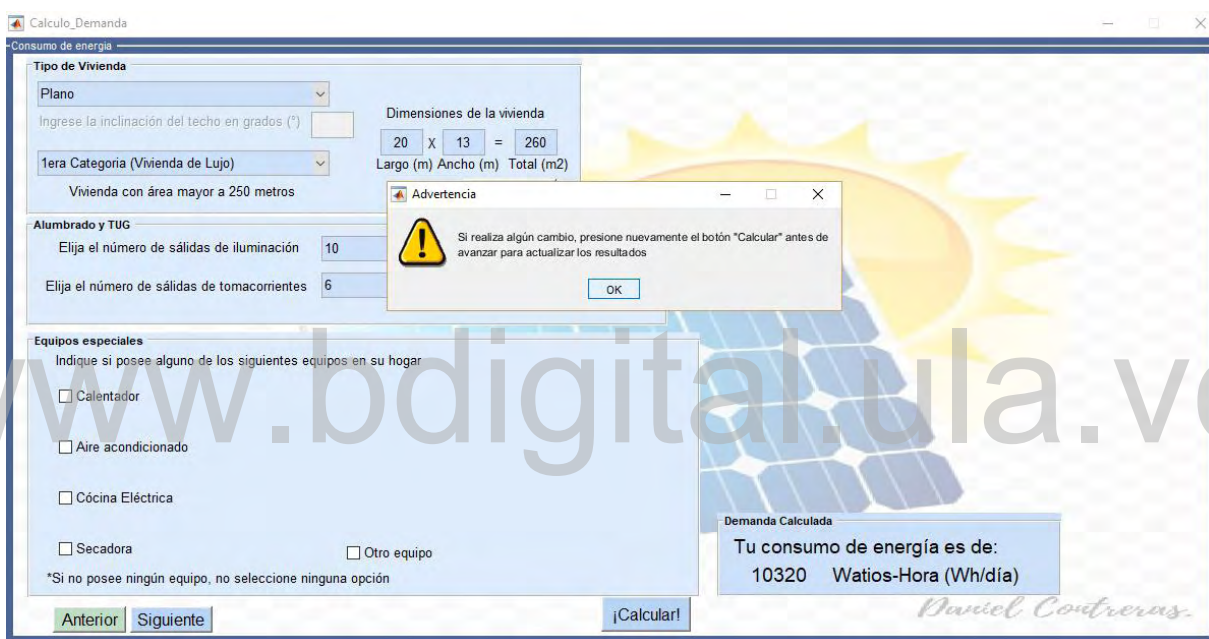 Calculo_Demanda
Consumo de energia
Tipo de Vivienda
Plano
Ingrese la inclinación del techo en grados (°)
1era Categoria (Vivienda de Lujo)
Vivienda con área mayor a 250 metros
Dimensiones de la vivienda
20 X 13 = 260
Largo (m) Ancho (m) Total (m2)
Advertencia
Si realiza algún cambio, presione nuevamente el botón "Calcular" antes de
avanzar para actualizar los resultados
OK
Alumbrado y TUG
Elija el número de sálidas de iluminación 10
Elija el número de sálidas de tomacorrientes 6
Equipos especiales
Indique si posee alguno de los siguientes equipos en su hogar
Calentador
Aire acondicionado
Cócina Eléctrica
Secadora
Otro equipo
*Si no posee ningún equipo, no seleccione ninguna opción
Anterior
Siguiente
¡Calcular!
Demanda Calculada
Tu consumo de energía es de:
10320 Watios-Hora (Wh/día)
Daniel Contreras.
www.bdigital.ula.ve